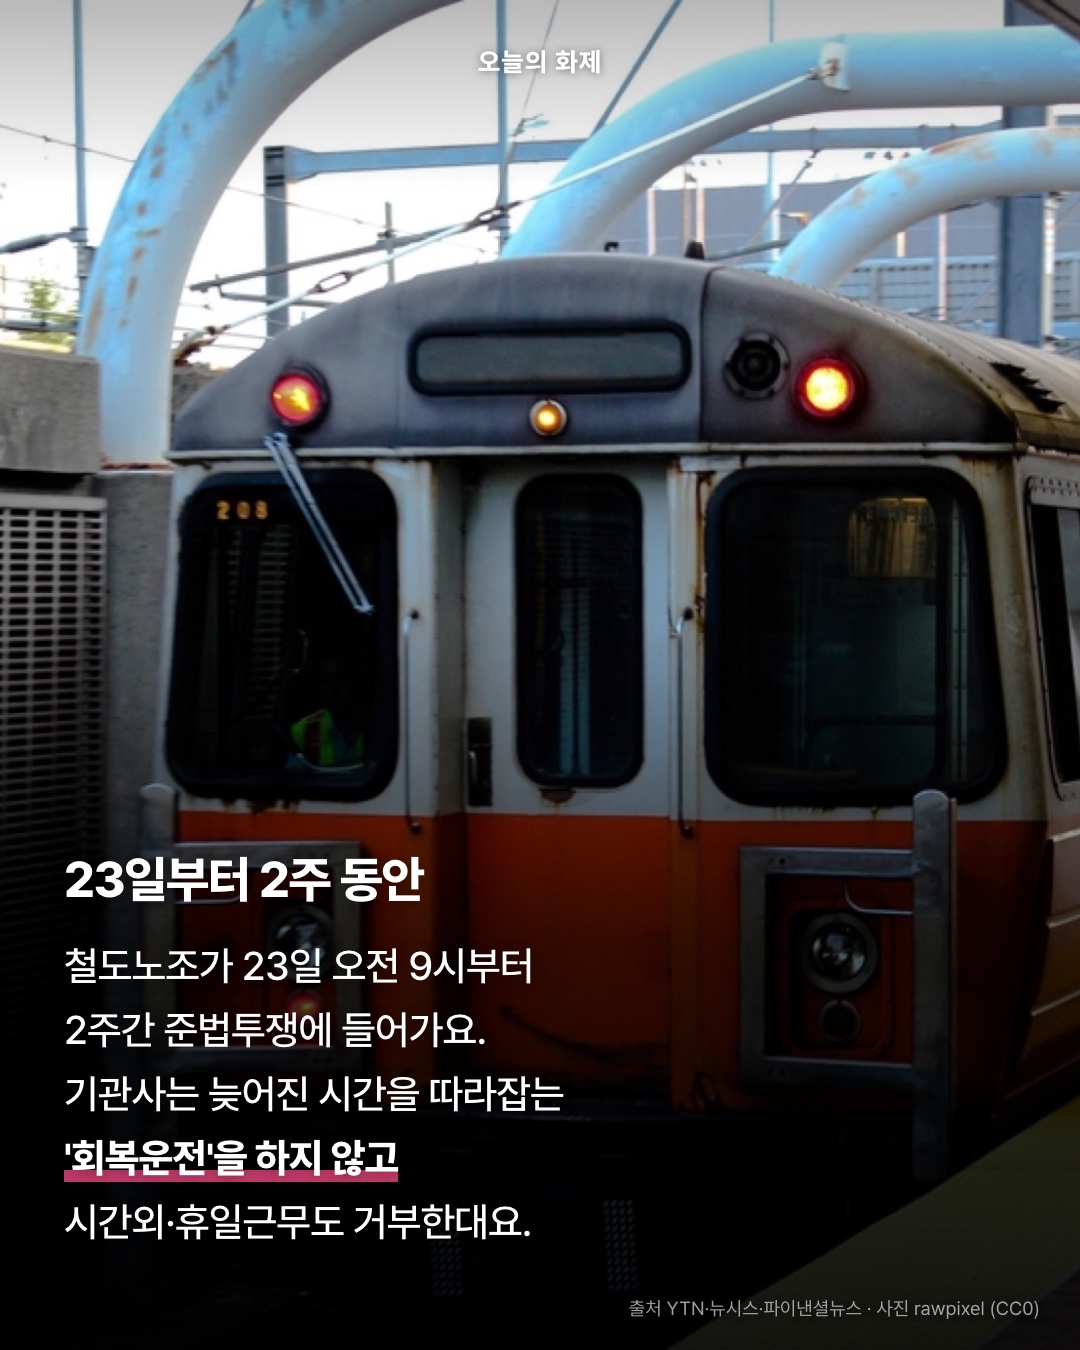 오늘의 화제
208
23일부터 2주 동안
철도노조가 23일 오전 9시부터
2주간 준법투쟁에 들어가요.
기관사는 늦어진 시간을 따라잡는
'회복운전'을 하지 않고
시간외·휴일근무도 거부한대요.
출처 YTN·뉴시스·파이낸셜뉴스 · 사진 rawpixel (CC0)